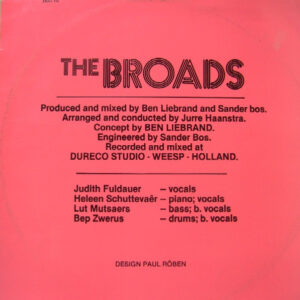 THE BROADS
Produced and mixed by Ben Liebrand and Sander bos.
Arranged and conducted by Jurre Haanstra.
Concept by BEN LIEBRAND.
Engineered by Sander Bos.
Recorded and mixed at
DURECO STUDIO - WEESP - HOLLAND.
Judith Fuldauer – vocals
Heleen Schuttevaêr – piano; vocals
Lut Mutsaers – bass; b. vocals
Bep Zwerus – drums; b. vocals
DESIGN PAUL RÖBEN